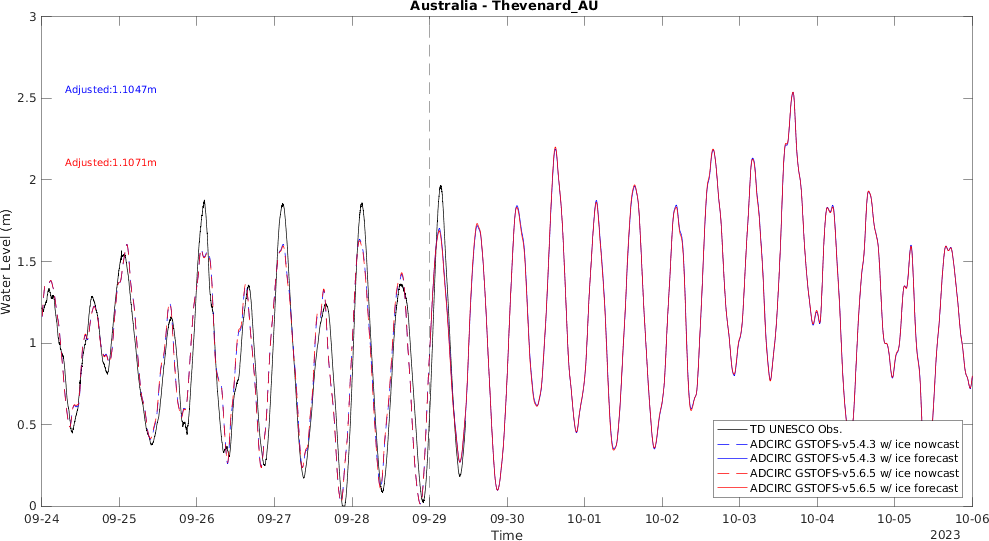 Australia - Thevenard_AU
3
2.5
2
1.5
1
0.5
0
Water Level (m)
Adjusted:1.1047m
Adjusted:1.1071m
TD UNESCO Obs.
ADCIRC GSTOFS-v5.4.3 w/ ice nowcast
ADCIRC GSTOFS-v5.4.3 w/ ice forecast
ADCIRC GSTOFS-v5.6.5 w/ ice nowcast
ADCIRC GSTOFS-v5.6.5 w/ ice forecast
09-24 09-25 09-26 09-27 09-28 09-29 09-30 10-01 10-02 10-03 10-04 10-05 10-06
Time
2023